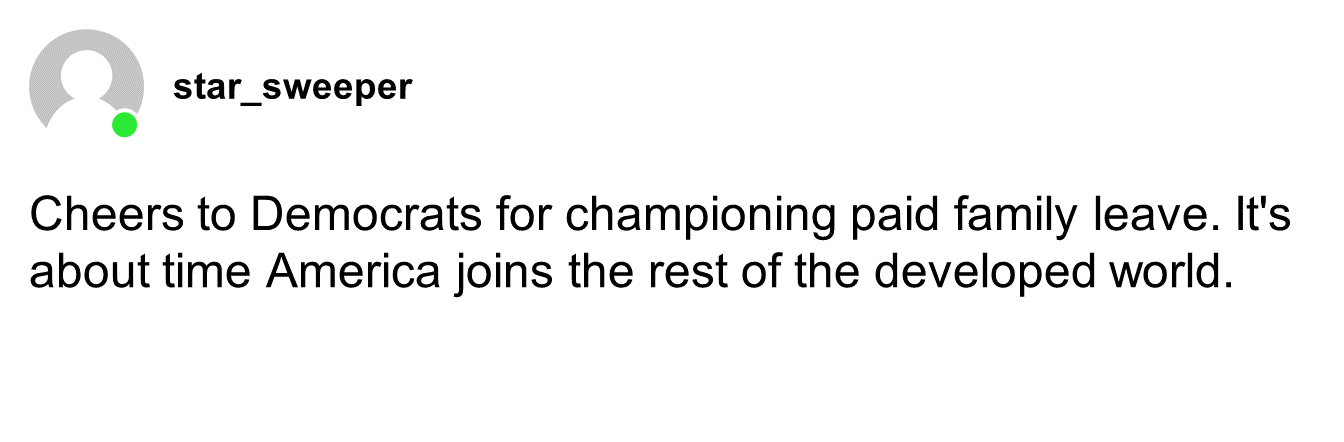 star_sweeper
Cheers to Democrats for championing paid family leave. It's
about time America joins the rest of the developed world.